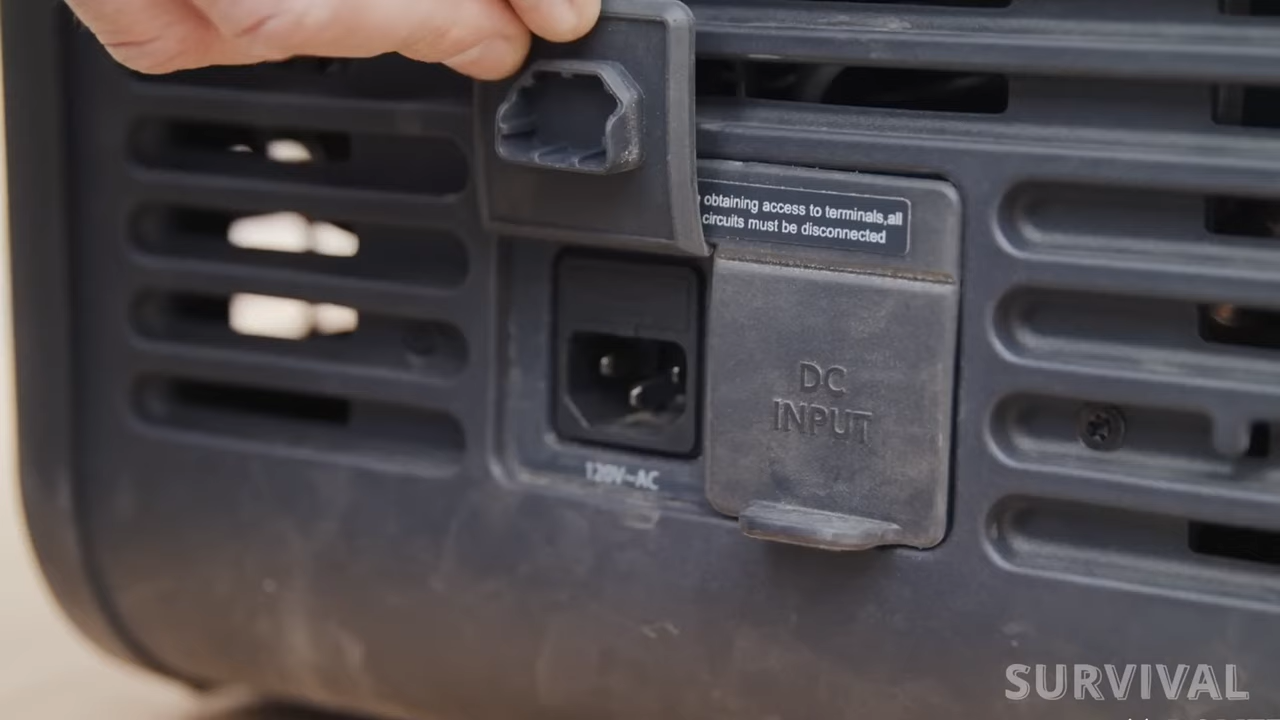 obtaining access to terminals,all
circuits must be disconnected
DC
INPUT
120V~AC
SURVIVAL